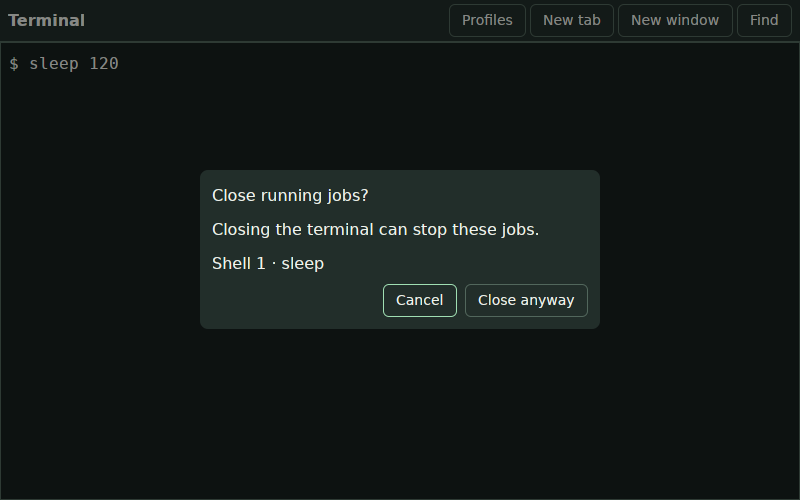 Terminal
Profiles New tab New window Find
$ sleep 120
Close running jobs?
Closing the terminal can stop these jobs.
Shell 1 · sleep
Cancel Close anyway